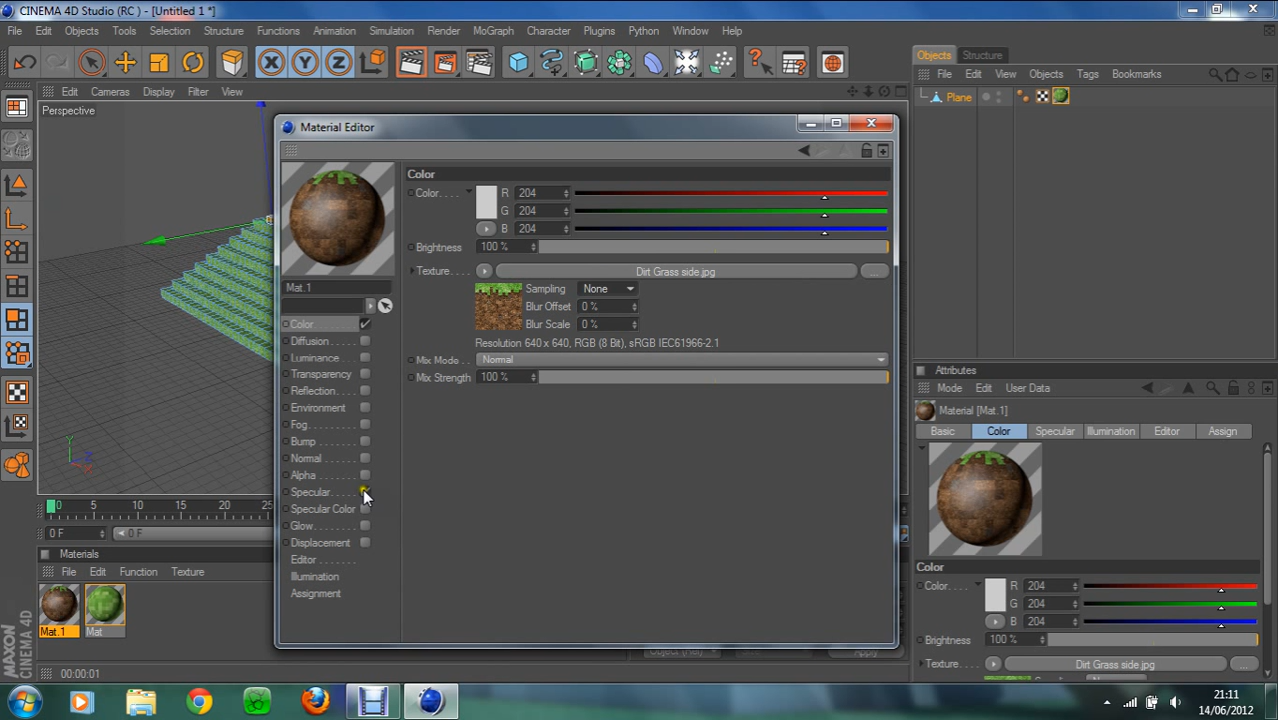 CINEMA 4D Studio (RC) - [Untitled 1 *]
File Edit Objects Tools Selection Structure Functions Animation Simulation Render MoGraph Character Plugins Python Window Help
X Y Z
Objects Structure
File Edit View Objects Tags Bookmarks
Edit Cameras Display Filter View
Perspective
Plane
Material Editor
Color
Color R 204
G 204
B 204
Brightness 100 %
Texture Dirt Grass side.jpg ...
Sampling None
Blur Offset 0 %
Blur Scale 0 %
Resolution 640 x 640, RGB (8 Bit), sRGB IEC61966-2.1
Mix Mode Normal
Mix Strength 100 %
Mat.1
Color
Diffusion
Luminance
Transparency
Reflection
Environment
Fog
Bump
Normal
Alpha
Specular
Specular Color
Glow
Displacement
Editor
Illumination
Assignment
Y Z X
0 5 10 15 20 25
0 F 0 F
Materials
File Edit Function Texture
Mat.1 Mat
MAXON CINEMA 4D
00:00:01
Apply
Attributes
Mode Edit User Data
Material [Mat.1]
Basic Color Specular Illumination Editor Assign
Color
Color R 204
G 204
B 204
Brightness 100 %
Texture Dirt Grass side.jpg ...
21:11
14/06/2012